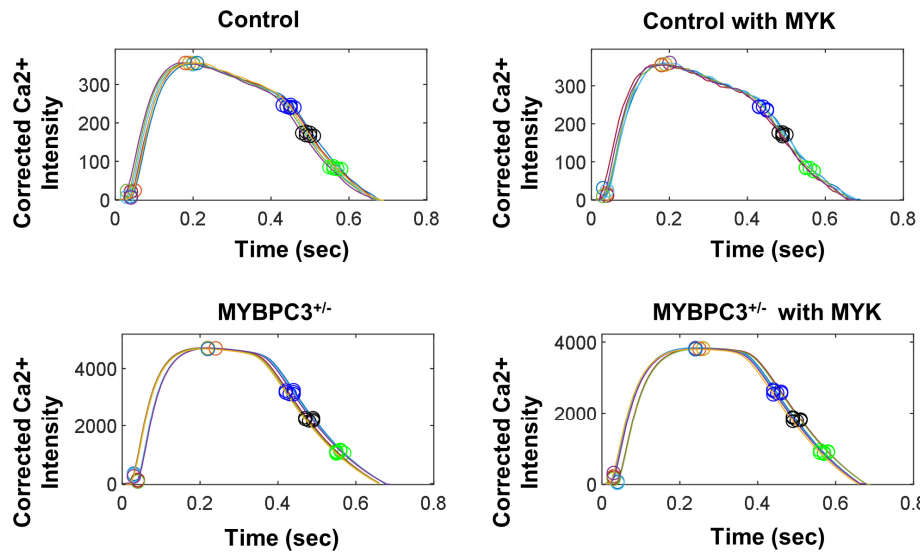 Control
Corrected Ca2+
Intensity
300
200
100
0
0
0.2
0.4
0.6
0.8
Time (sec)
Control with MYK
Corrected Ca2+
Intensity
300
200
100
0
0
0.2
0.4
0.6
0.8
Time (sec)
MYBPC3+/-
Corrected Ca2+
Intensity
4000
2000
0
0
0.2
0.4
0.6
0.8
Time (sec)
MYBPC3+/- with MYK
Corrected Ca2+
Intensity
4000
2000
0
0
0.2
0.4
0.6
0.8
Time (sec)